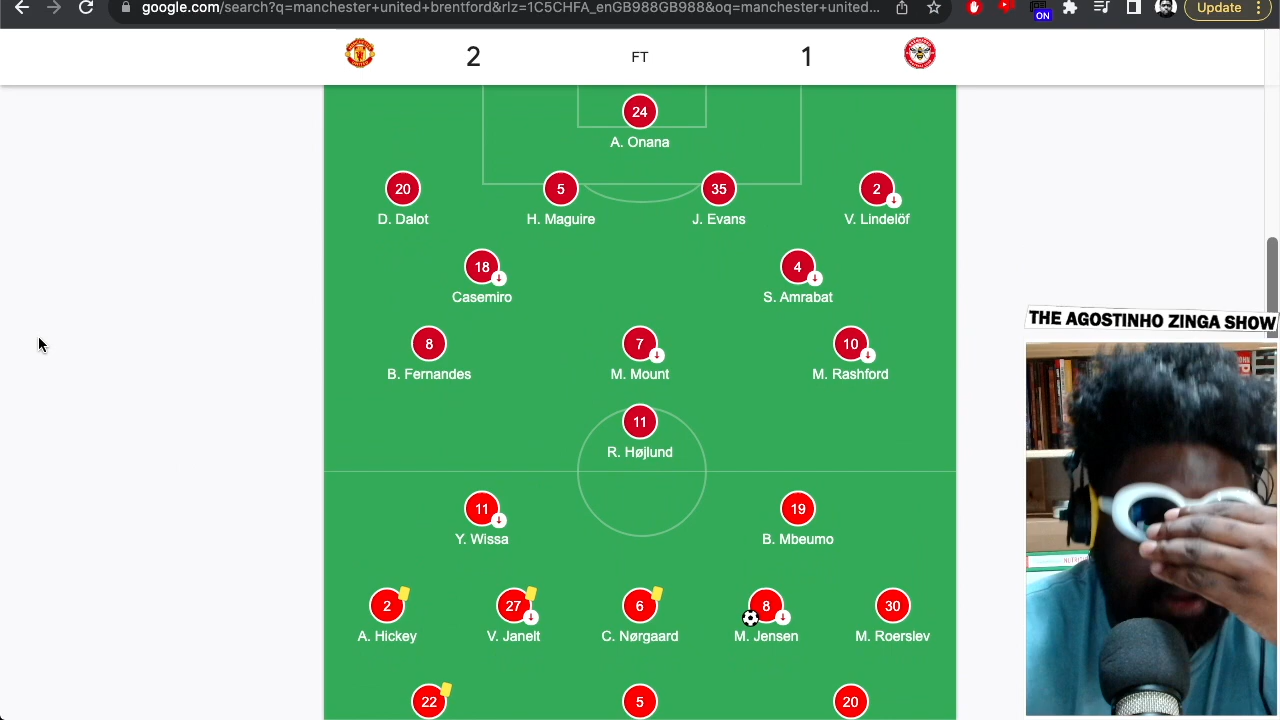 google.com/search?q=manchester+united+brentford&rlz=1C5CHFA_enGB988GB988&oq=manchester+united...
ON
Update
2 FT 1
24
A. Onana
20 5 35 2
D. Dalot H. Maguire J. Evans V. Lindelöf
18 4
Casemiro S. Amrabat
8 7 10
B. Fernandes M. Mount M. Rashford
11
R. Højlund
11 19
Y. Wissa B. Mbeumo
2 27 6 8 30
A. Hickey V. Janelt C. Nørgaard M. Jensen M. Roerslev
22 5 20
THE AGOSTINHO ZINGA SHOW